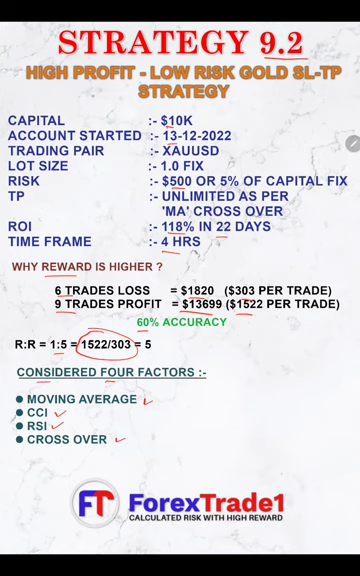 STRATEGY 9.2
HIGH PROFIT - LOW RISK GOLD SL-TP
STRATEGY
CAPITAL :- $10K
ACCOUNT STARTED :- 13-12-2022
TRADING PAIR :- XAUUSD
LOT SIZE :- 1.0 FIX
RISK :- $500 OR 5% OF CAPITAL FIX
TP :- UNLIMITED AS PER
'MA' CROSS OVER
ROI :- 118% IN 22 DAYS
TIME FRAME :- 4 HRS
WHY REWARD IS HIGHER ?
6 TRADES LOSS = $1820 ($303 PER TRADE)
9 TRADES PROFIT = $13699 ($1522 PER TRADE)
60% ACCURACY
R:R = 1:5 = 1522/303 = 5
CONSIDERED FOUR FACTORS :-
● MOVING AVERAGE
● CCI
● RSI
● CROSS OVER
FT ForexTrade1
CALCULATED RISK WITH HIGH REWARD